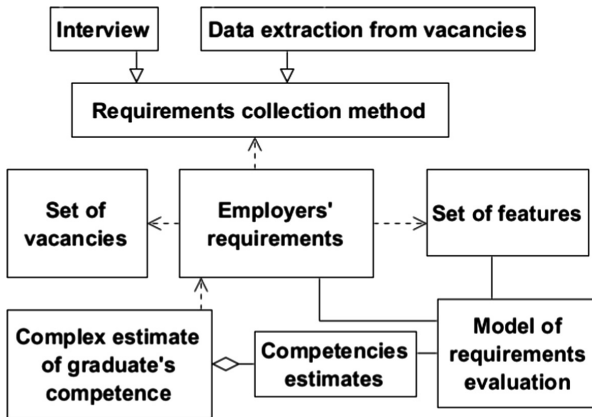 Interview
Data extraction from vacancies
Requirements collection method
Set of
vacancies
Employers'
requirements
Set of features
Complex estimate
of graduate's
competence
Competencies
estimates
Model of
requirements
evaluation